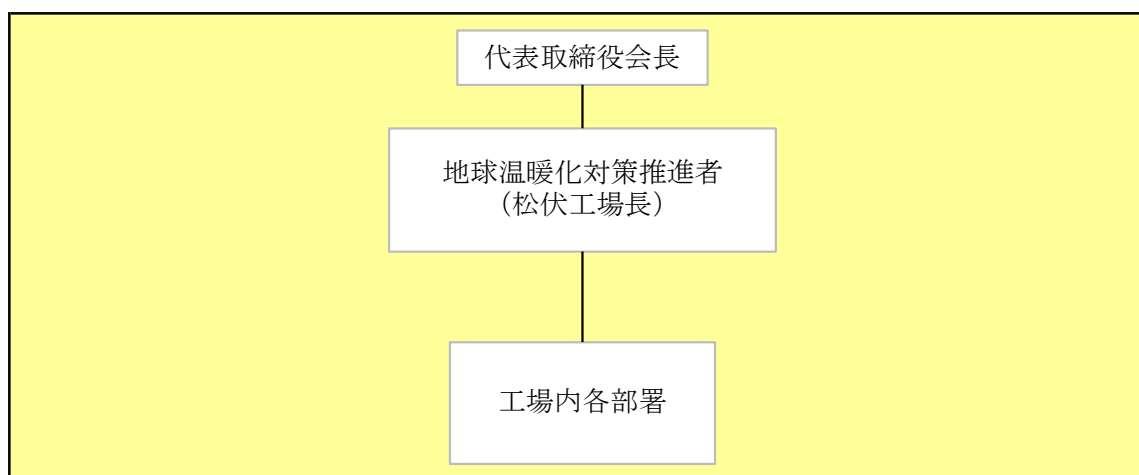 代表取締役会長
地球温暖化対策推進者
（松伏工場長）
工場内各部署